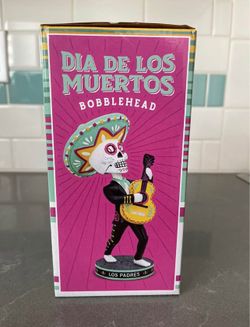 DIA DE LOS
MUERTOS
BOBBLEHEAD
LOS PADRES